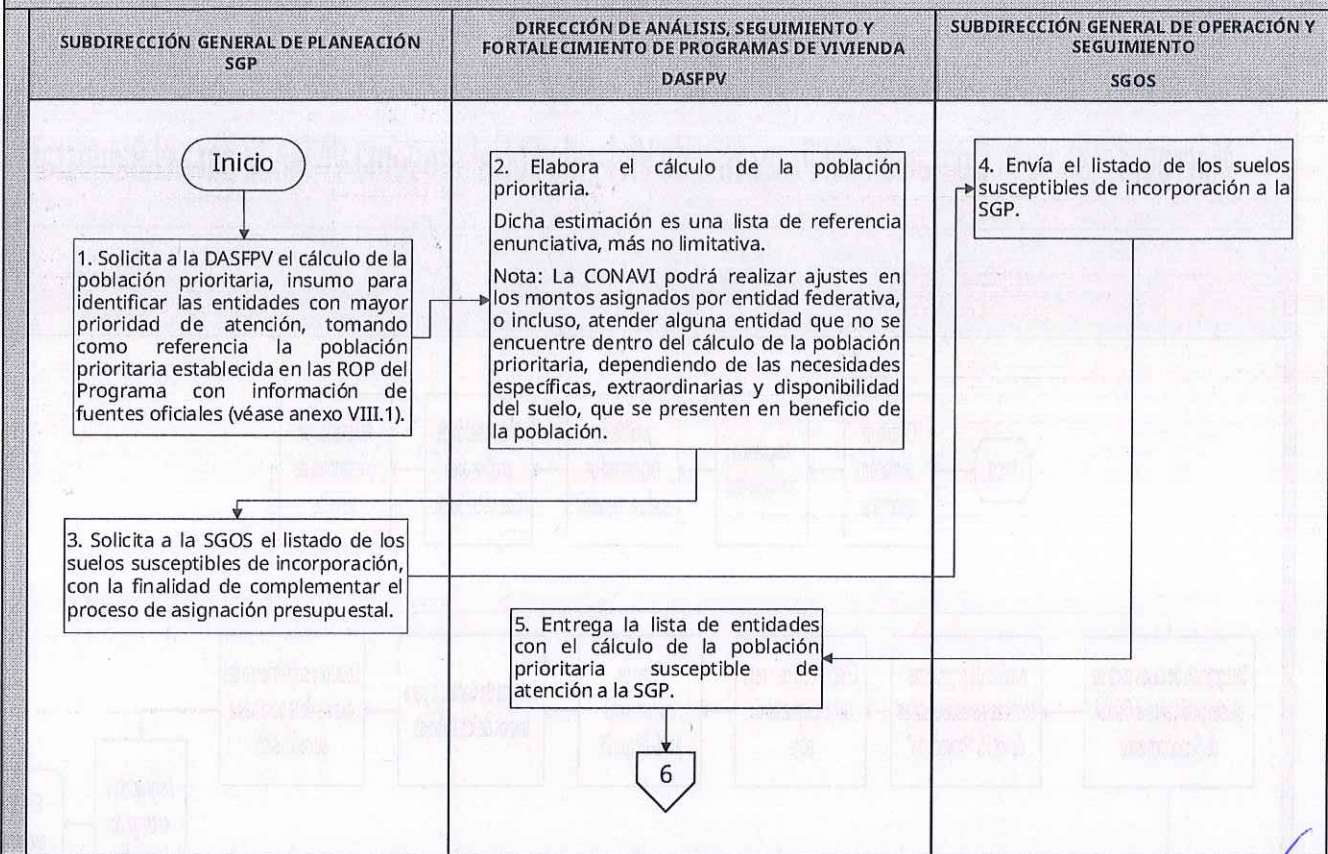 SUBDIRECCIÓN GENERAL DE PLANEACIÓN
SGP
DIRECCIÓN DE ANÁLISIS, SEGUIMIENTO Y
FORTALECIMIENTO DE PROGRAMAS DE VIVIENDA
DASFPV
SUBDIRECCIÓN GENERAL DE OPERACIÓN Y
SEGUIMIENTO
SGOS
Inicio
1. Solicita a la DASFPV el cálculo de la
población prioritaria, insumo para
identificar las entidades con mayor
prioridad de atención, tomando
como referencia la población
prioritaria establecida en las ROP del
Programa con información de
fuentes oficiales (véase anexo VIII.1).
2. Elabora el cálculo de la población
prioritaria.
Dicha estimación es una lista de referencia
enunciativa, más no limitativa.
Nota: La CONAVI podrá realizar ajustes en
los montos asignados por entidad federativa,
o incluso, atender alguna entidad que no se
encuentre dentro del cálculo de la población
prioritaria, dependiendo de las necesidades
específicas, extraordinarias y disponibilidad
del suelo, que se presenten en beneficio de
la población.
3. Solicita a la SGOS el listado de los
suelos susceptibles de incorporación,
con la finalidad de complementar el
proceso de asignación presupuestal.
4. Envía el listado de los suelos
susceptibles de incorporación a la
SGP.
5. Entrega la lista de entidades
con el cálculo de la población
prioritaria susceptible de
atención a la SGP.
6